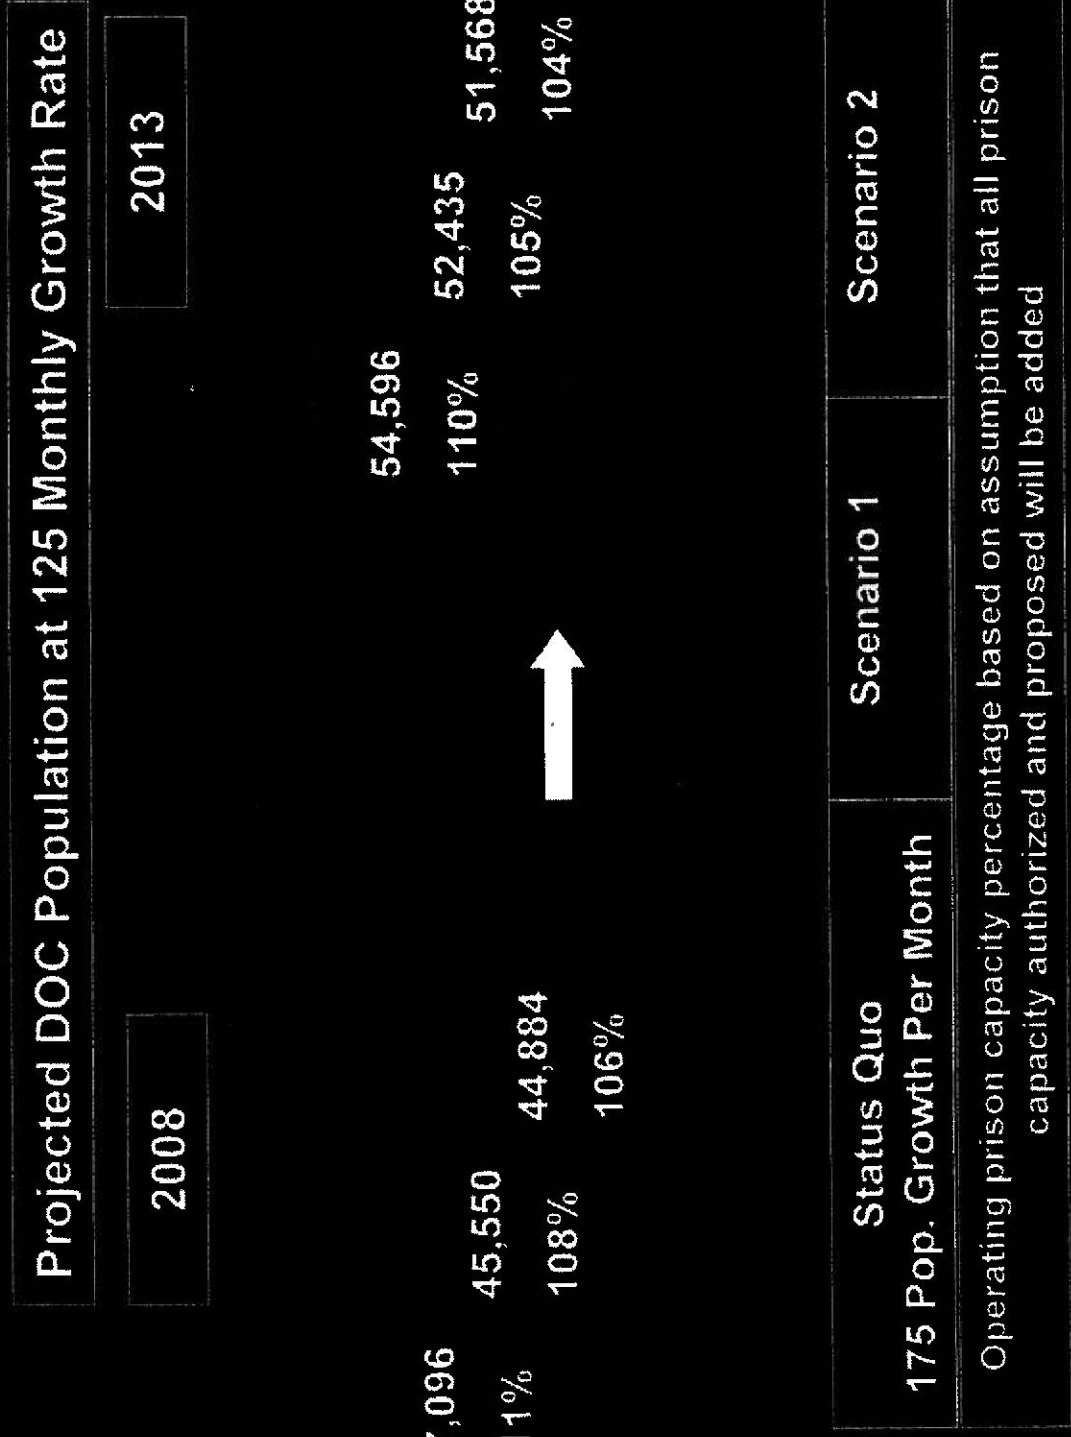 Projected DOC Population at 125 Monthly Growth Rate
2008
2013
,096
1%
45,550
108%
44,884
106%
54,596
110%
52,435
105%
51,568
104%
Status Quo
175 Pop. Growth Per Month
Scenario 1
Scenario 2
Operating prison capacity percentage based on assumption that all prison
capacity authorized and proposed will be added